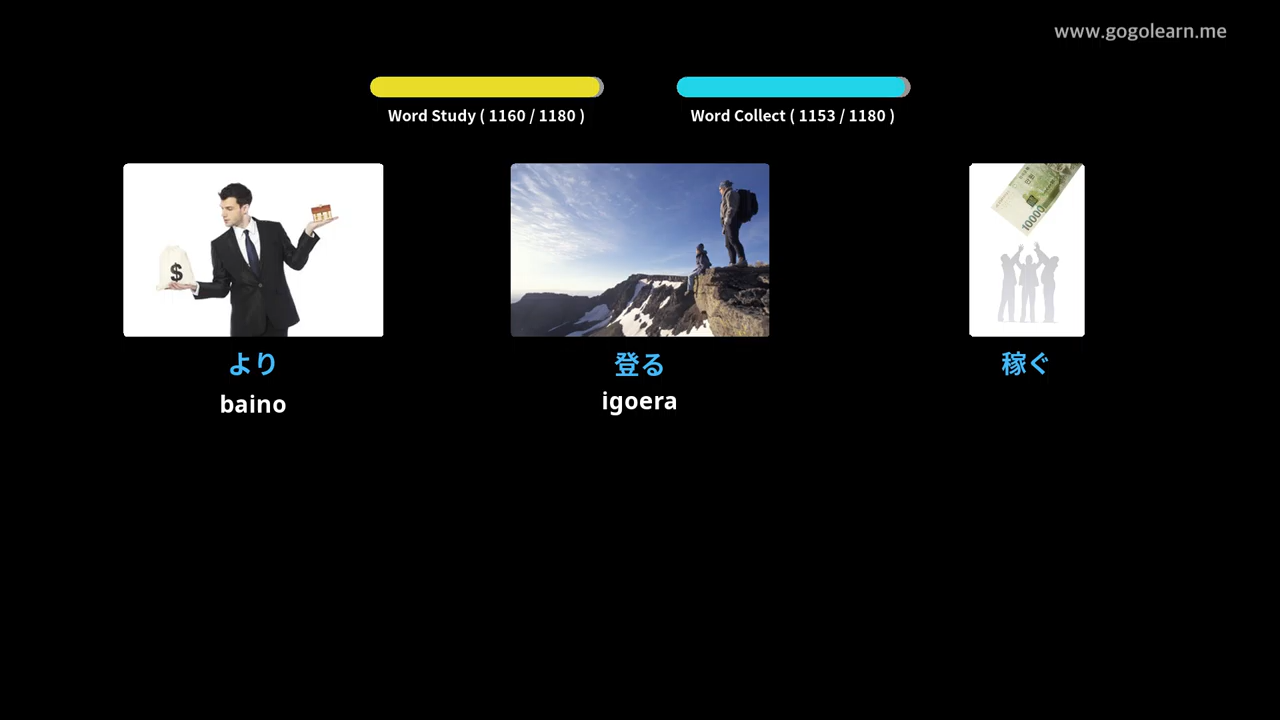 www.gogolearn.me
Word Study ( 1160 / 1180 )
Word Collect ( 1153 / 1180 )
$
10000
より
登る
稼ぐ
baino
igoera